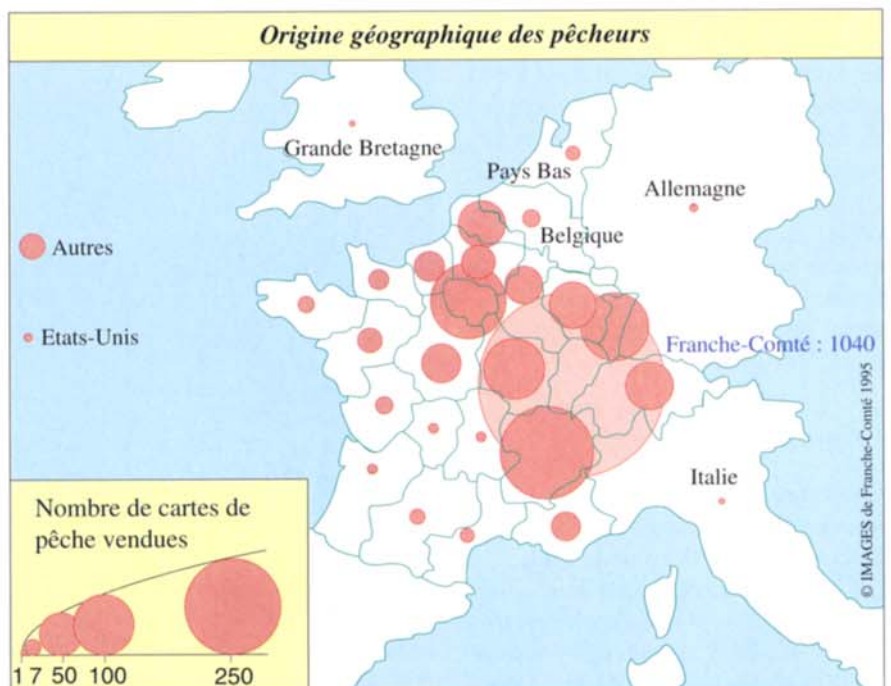 Origine géographique des pêcheurs
Grande Bretagne
Pays Bas
Allemagne
Belgique
Autres
Etats-Unis
Franche-Comté : 1040
Italie
© IMAGES de Franche-Comté 1995
Nombre de cartes de
pêche vendues
1 7 50 100 250